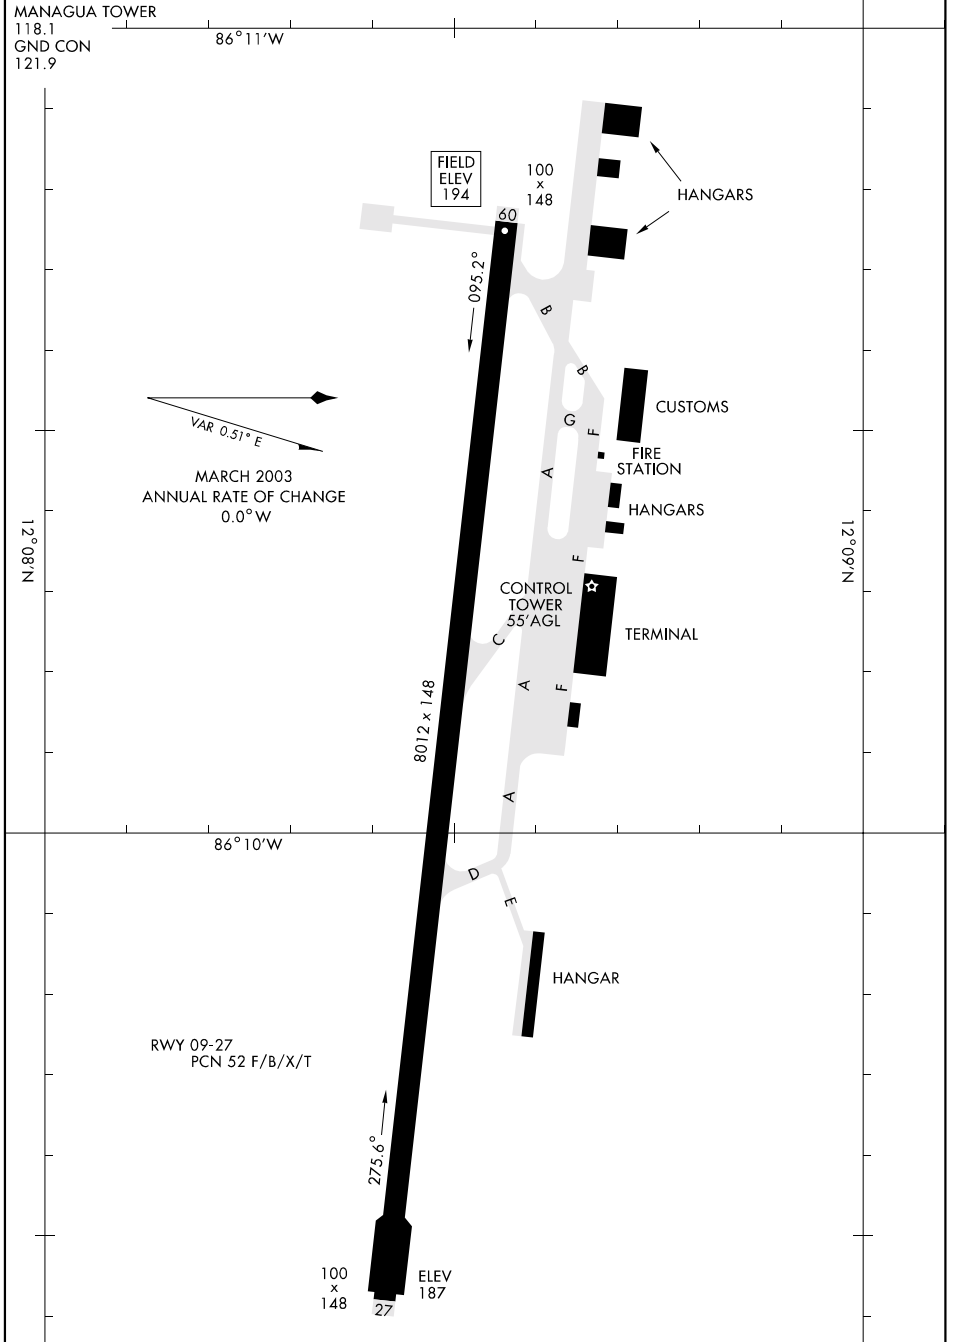 MANAGUA TOWER
118.1
GND CON
121.9
86°11'W
FIELD
ELEV
194
100
x
148
HANGARS
09
095.2°
B
B
CUSTOMS
G
F
VAR 0.51° E
FIRE
STATION
A
MARCH 2003
ANNUAL RATE OF CHANGE
0.0°W
HANGARS
12°08'N
12°09'N
F
CONTROL
TOWER
55'AGL
C
TERMINAL
A
F
8012 x 148
A
86°10'W
D
E
HANGAR
RWY 09-27
PCN 52 F/B/X/T
275.6°
100
x
148
ELEV
187
27